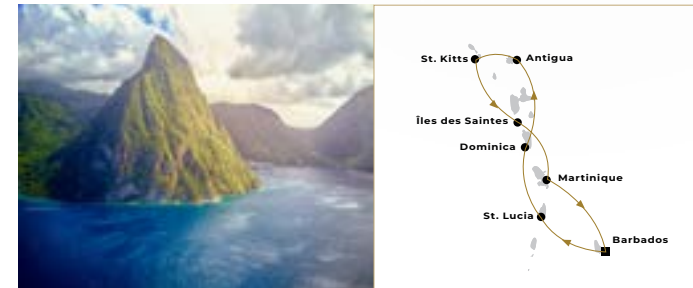 St. Kitts
Antigua
Îles des Saintes
Dominica
Martinique
St. Lucia
Barbados